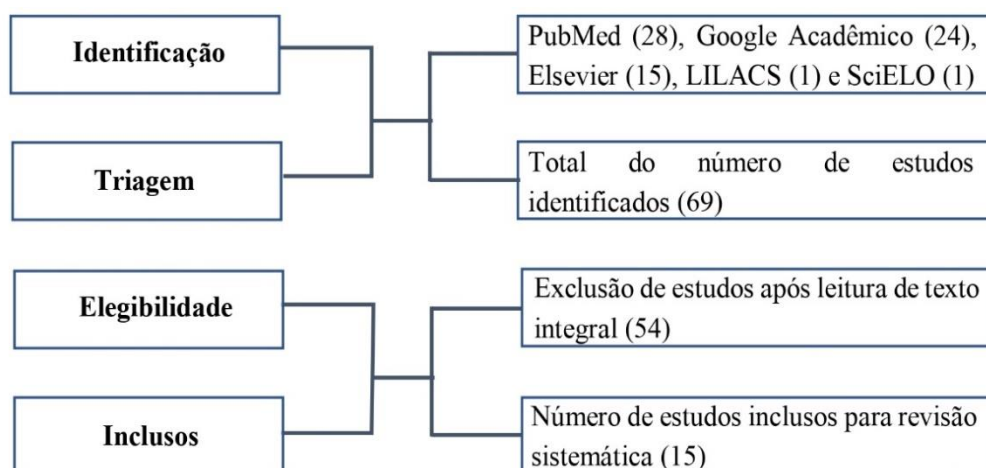 Identificação
PubMed (28), Google Acadêmico (24),
Elsevier (15), LILACS (1) e SciELO (1)
Triagem
Total do número de estudos
identificados (69)
Elegibilidade
Exclusão de estudos após leitura de texto
integral (54)
Inclusos
Número de estudos inclusos para revisão
sistemática (15)